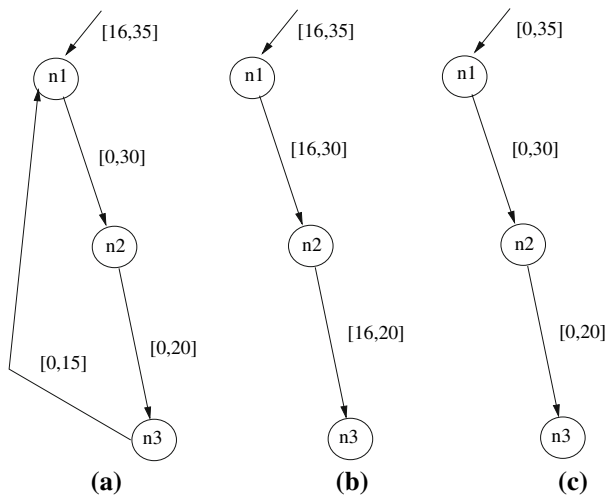 [16,35]
n1
[0,30]
n2
[0,20]
[0,15]
n3
(a)
[16,35]
n1
[16,30]
n2
[16,20]
n3
(b)
[0,35]
n1
[0,30]
n2
[0,20]
n3
(c)